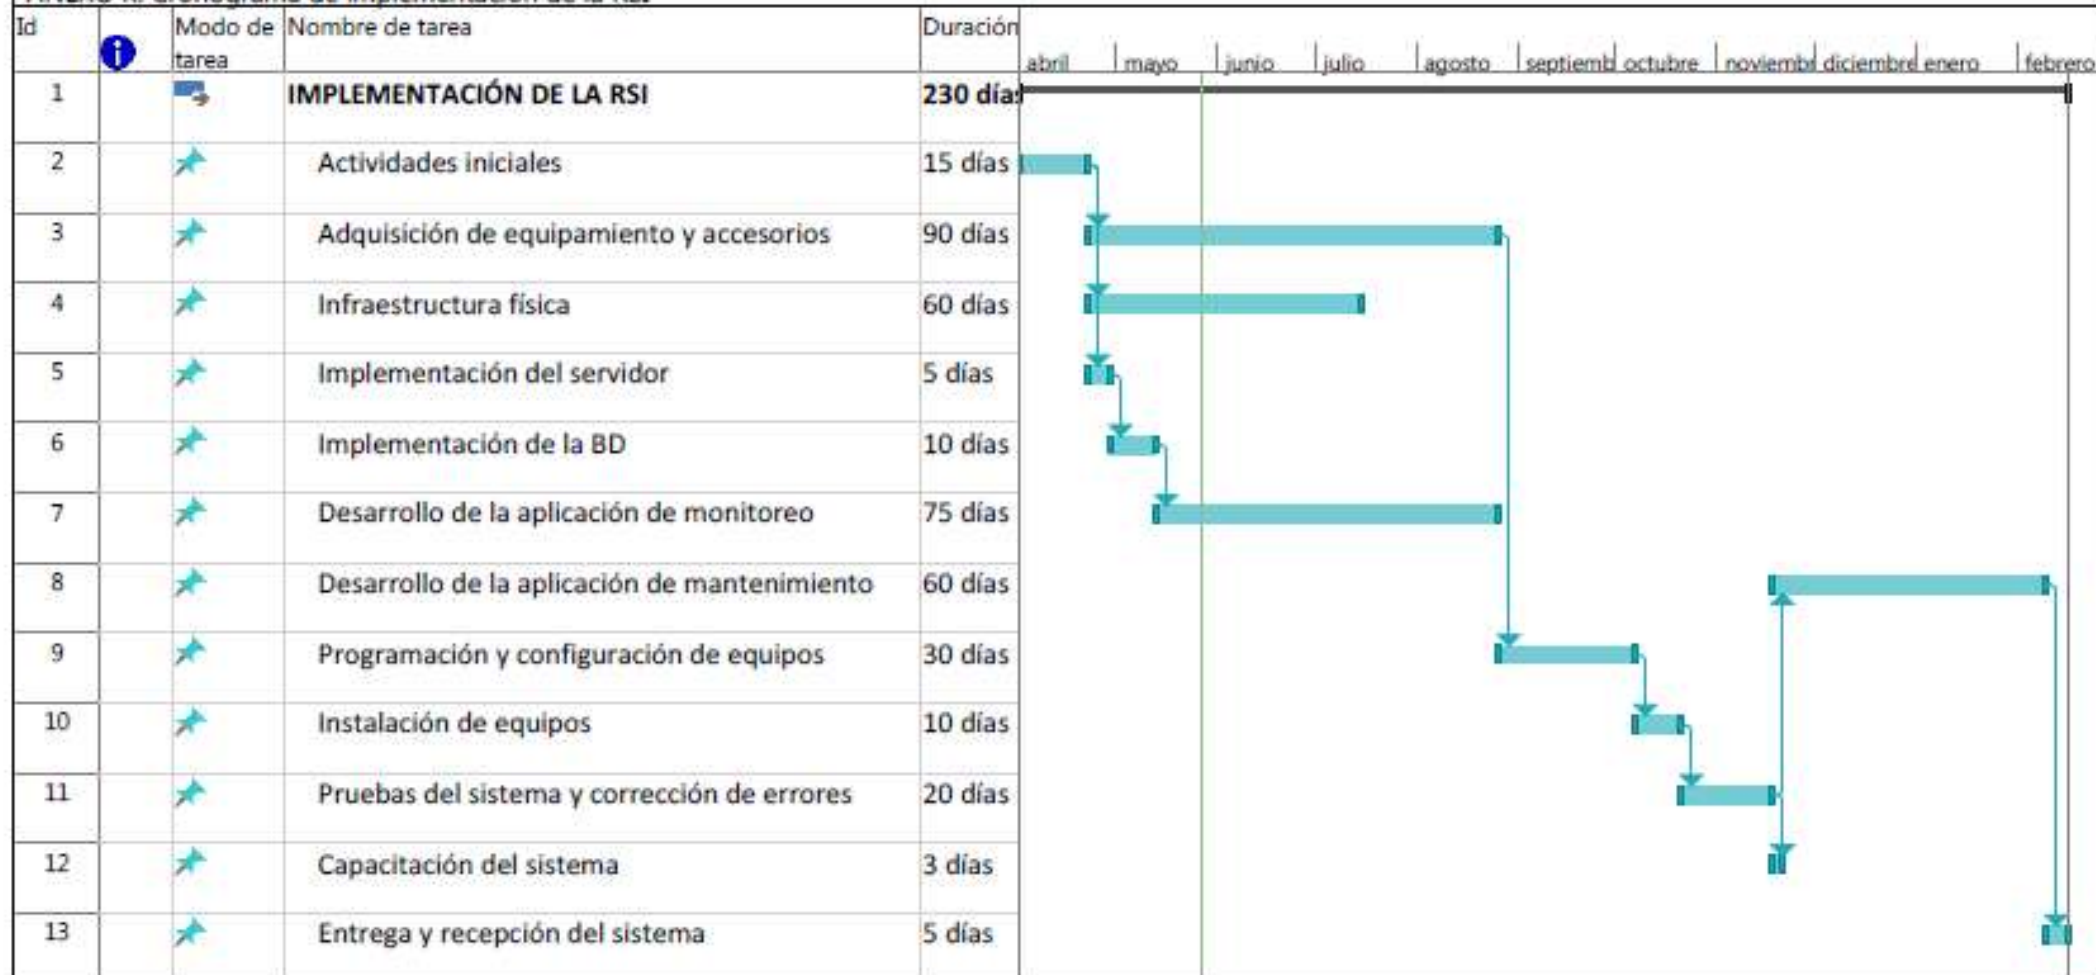 Id
Modo de tarea
Nombre de tarea
Duración
abril mayo junio julio agosto septiemb octubre noviembr diciembre enero febrero
1 IMPLEMENTACIÓN DE LA RSI 230 días
2 Actividades iniciales 15 días
3 Adquisición de equipamiento y accesorios 90 días
4 Infraestructura física 60 días
5 Implementación del servidor 5 días
6 Implementación de la BD 10 días
7 Desarrollo de la aplicación de monitoreo 75 días
8 Desarrollo de la aplicación de mantenimiento 60 días
9 Programación y configuración de equipos 30 días
10 Instalación de equipos 10 días
11 Pruebas del sistema y corrección de errores 20 días
12 Capacitación del sistema 3 días
13 Entrega y recepción del sistema 5 días